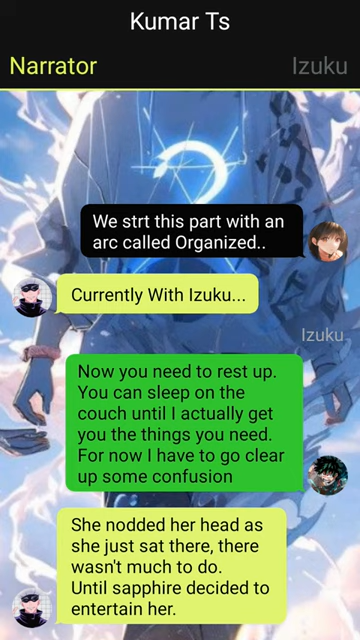 Kumar Ts
Narrator
Izuku
We strt this part with an
arc called Organized..
Currently With Izuku...
Izuku
Now you need to rest up.
You can sleep on the
couch until I actually get
you the things you need.
For now I have to go clear
up some confusion
She nodded her head as
she just sat there, there
wasn't much to do.
Until sapphire decided to
entertain her.